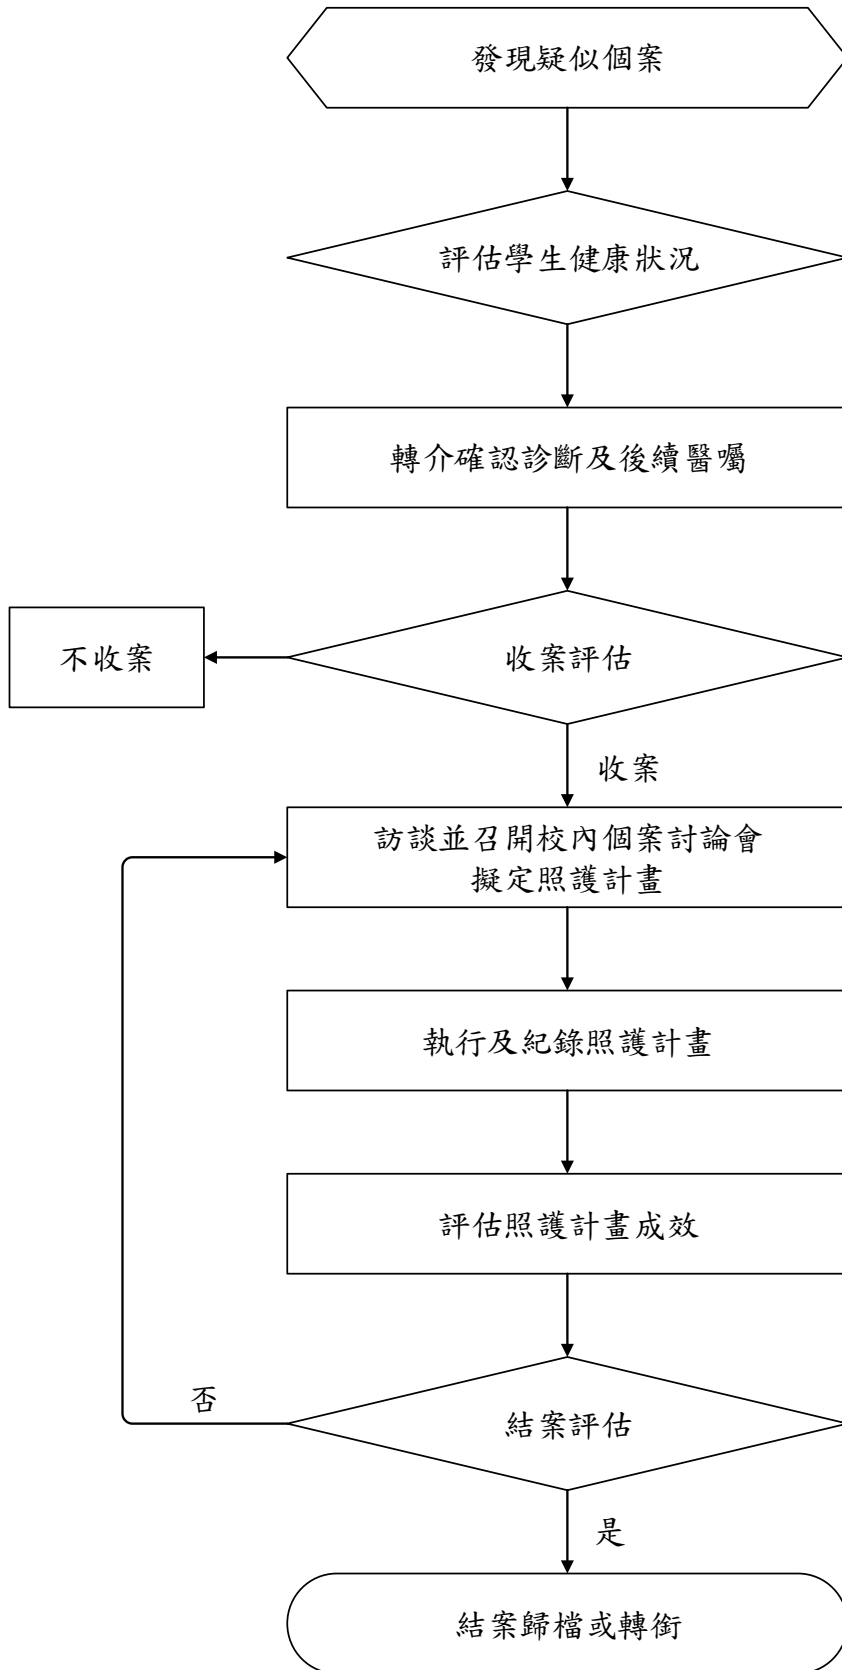 發現疑似個案
評估學生健康狀況
轉介確認診斷及後續醫囑
不收案
收案評估
收案
訪談並召開校內個案討論會
擬定照護計畫
執行及紀錄照護計畫
評估照護計畫成效
否
結案評估
是
結案歸檔或轉銜